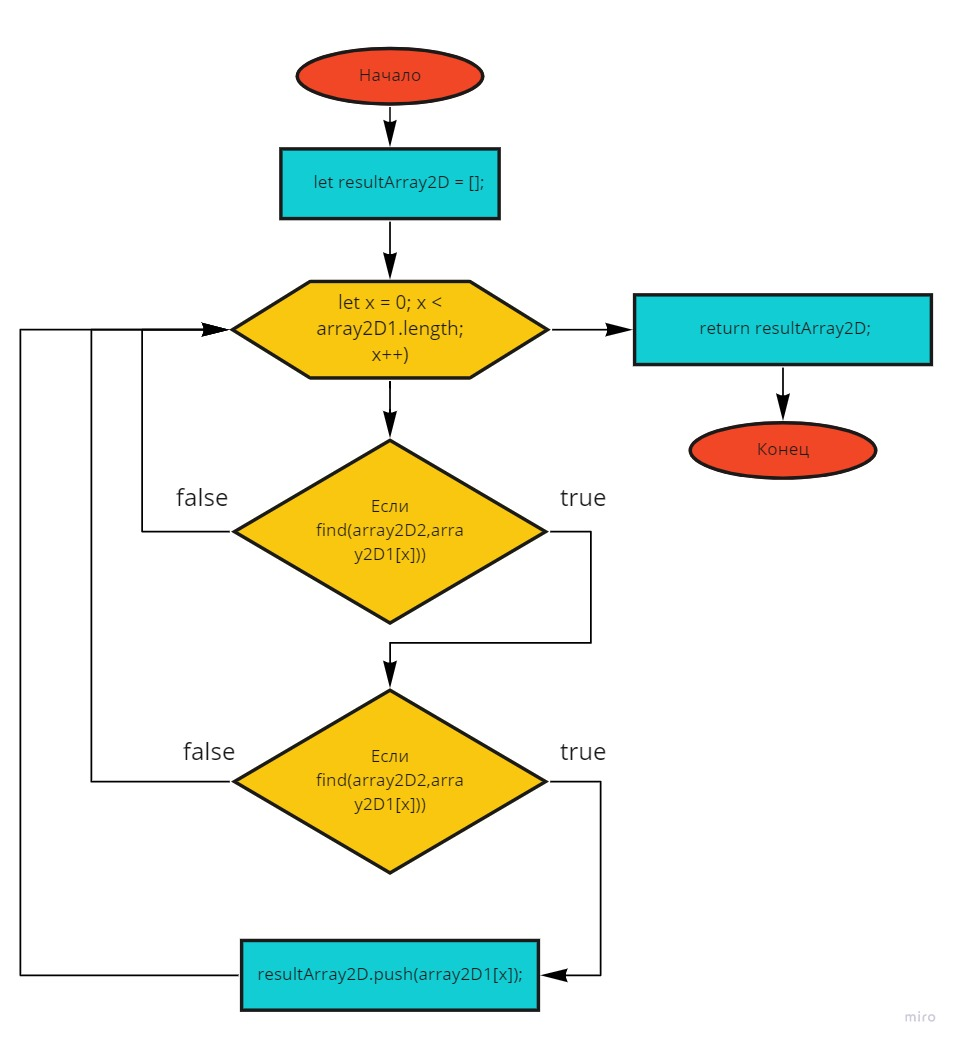 Начало
let resultArray2D = [];
let x = 0; x <
array2D1.length;
x++)
return resultArray2D;
Конец
false
true
Если
find(array2D2,arra
y2D1[x]))
false
true
Если
find(array2D2,arra
y2D1[x]))
resultArray2D.push(array2D1[x]);
miro